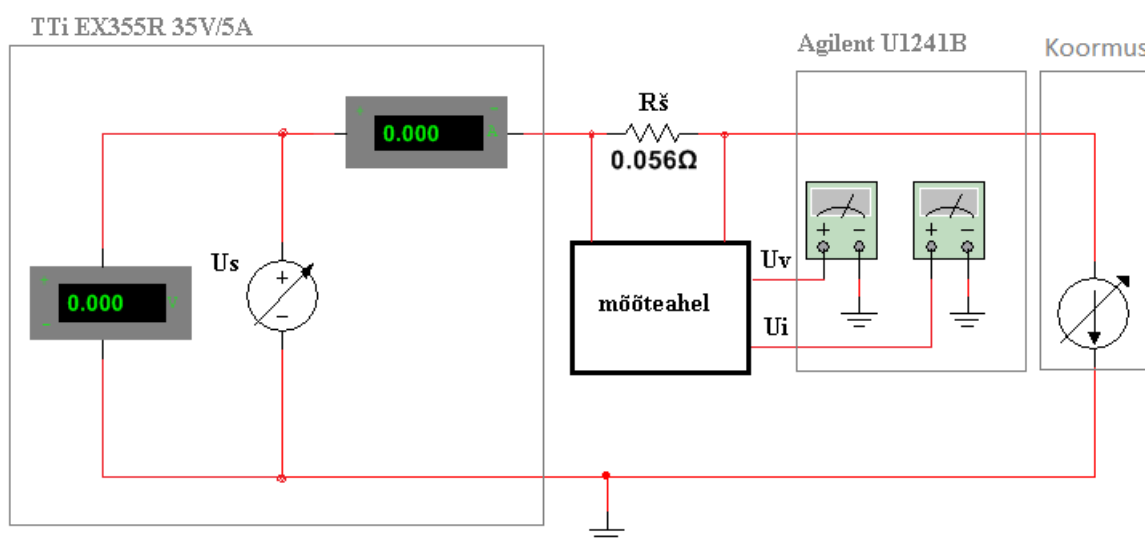 TTi EX355R 35V/5A
Agilent U1241B
Koormus
Rš
0.056Ω
0.000 A
Us
0.000 V
Uv
Ui
mõõteahel